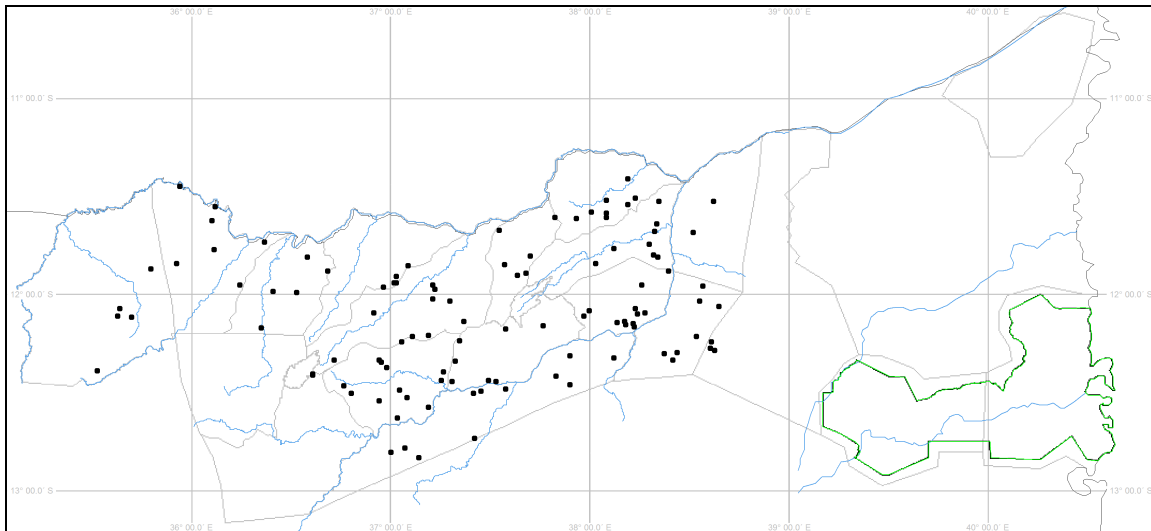 36° 00.0´ E 37° 00.0´ E 38° 00.0´ E 39° 00.0´ E 40° 00.0´ E
11° 00.0´ S 11° 00.0´ S
12° 00.0´ S 12° 00.0´ S
13° 00.0´ S 13° 00.0´ S
36° 00.0´ E 37° 00.0´ E 38° 00.0´ E 39° 00.0´ E 40° 00.0´ E